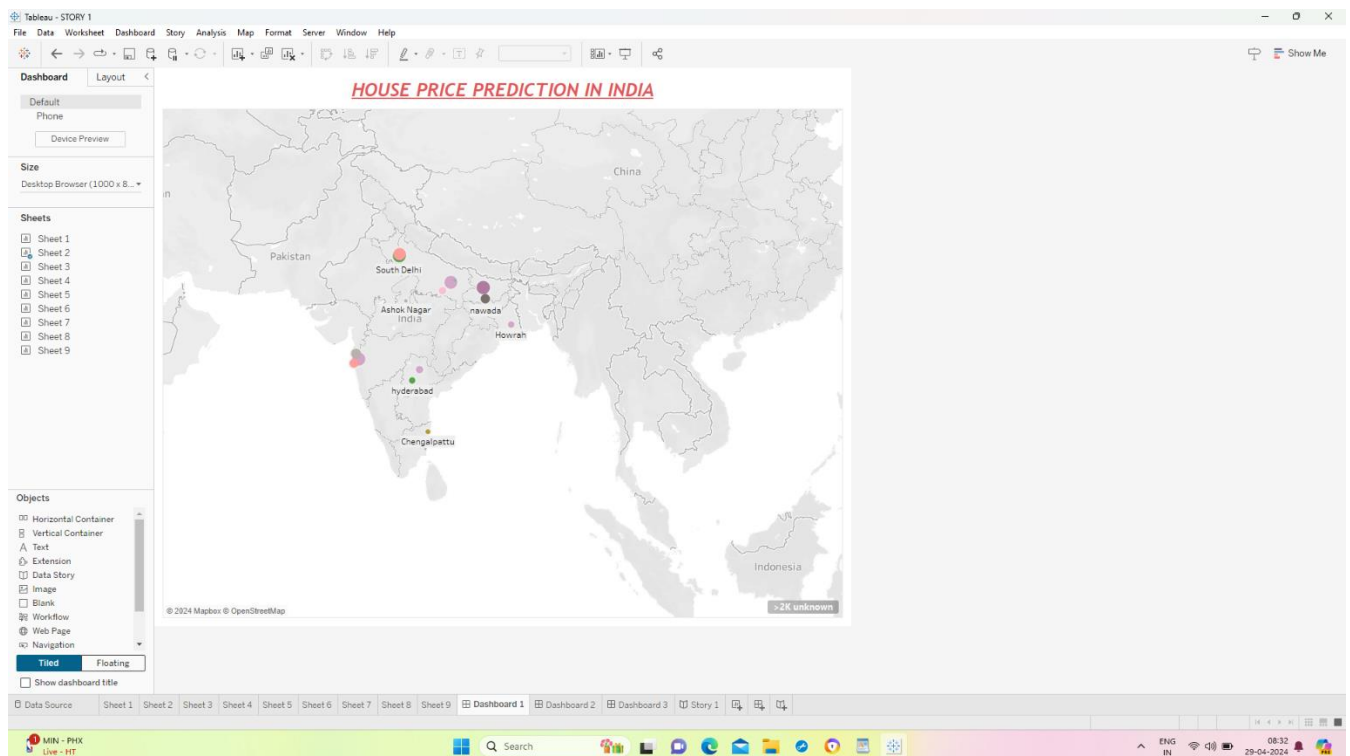 Tableau - STORY 1
File Data Worksheet Dashboard Story Analysis Map Format Server Window Help
Show Me
Dashboard Layout
Default
Phone
Device Preview
Size
Desktop Browser (1000 x 8...
Sheets
Sheet 1
Sheet 2
Sheet 3
Sheet 4
Sheet 5
Sheet 6
Sheet 7
Sheet 8
Sheet 9
Objects
Horizontal Container
Vertical Container
Text
Extension
Data Story
Image
Blank
Workflow
Web Page
Navigation
Tiled Floating
Show dashboard title
HOUSE PRICE PREDICTION IN INDIA
China
Pakistan
South Delhi
Ashok Nagar
nawada
India
Howrah
hyderabad
Chengalpattu
Indonesia
© 2024 Mapbox © OpenStreetMap
>2K unknown
Data Source Sheet 1 Sheet 2 Sheet 3 Sheet 4 Sheet 5 Sheet 6 Sheet 7 Sheet 8 Sheet 9 Dashboard 1 Dashboard 2 Dashboard 3 Story 1
1
MIN - PHX
Live - HT
Search
ENG
IN
08:32
29-04-2024